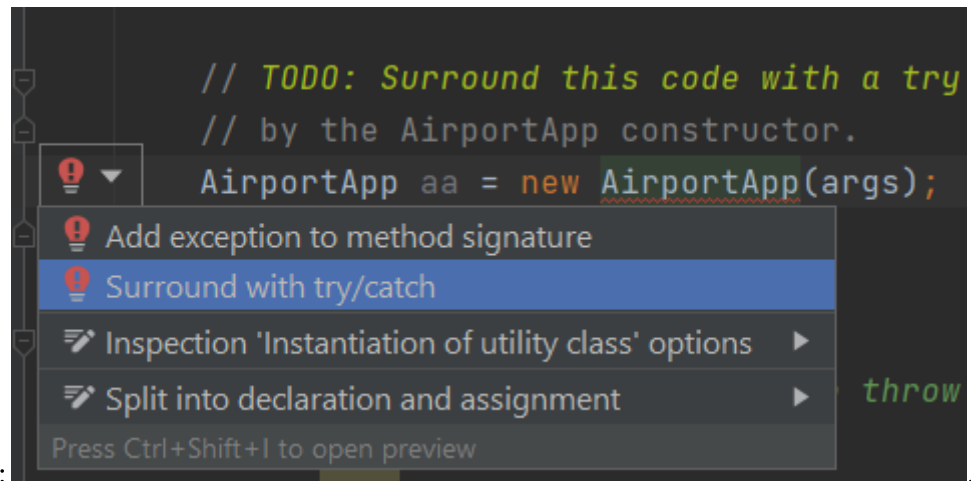 // TODO: Surround this code with a try
// by the AirportApp constructor.
AirportApp aa = new AirportApp(args);
Add exception to method signature
Surround with try/catch
Inspection 'Instantiation of utility class' options
Split into declaration and assignment
throw
Press Ctrl+Shift+I to open preview